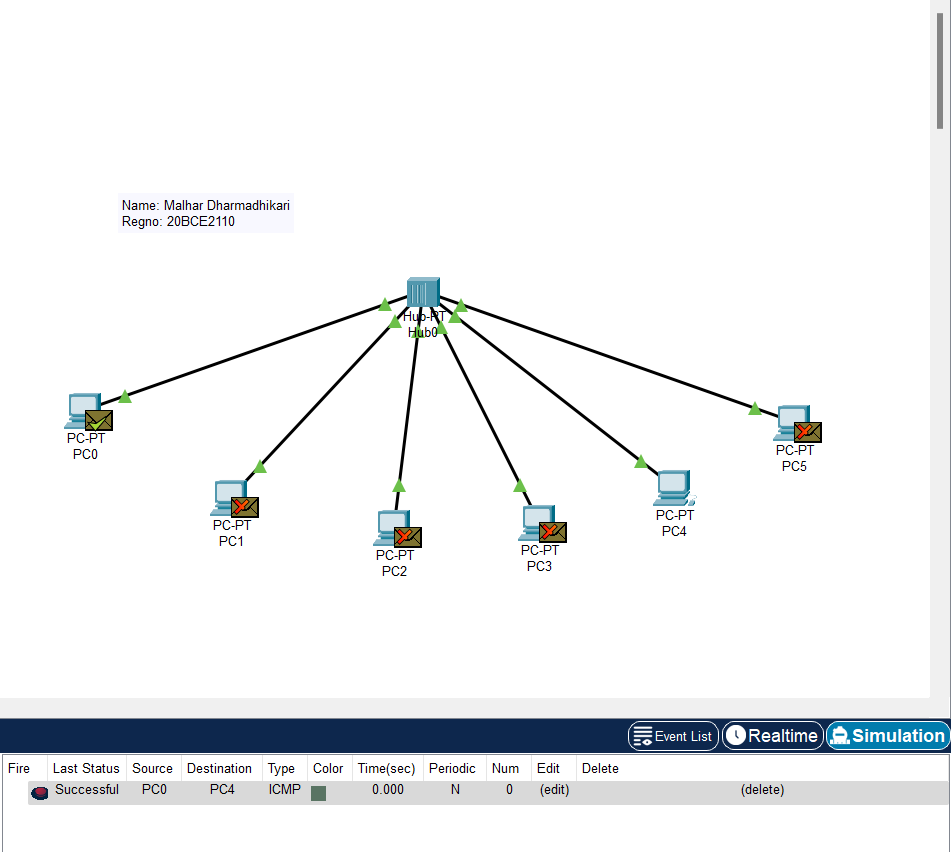 Name: Malhar Dharmadhikari
Regno: 20BCE2110
Hub-PT
Hub0
PC-PT
PC0
PC-PT
PC1
PC-PT
PC2
PC-PT
PC3
PC-PT
PC4
PC-PT
PC5
Event List Realtime Simulation
Fire Last Status Source Destination Type Color Time(sec) Periodic Num Edit Delete
Successful PC0 PC4 ICMP 0.000 N 0 (edit) (delete)